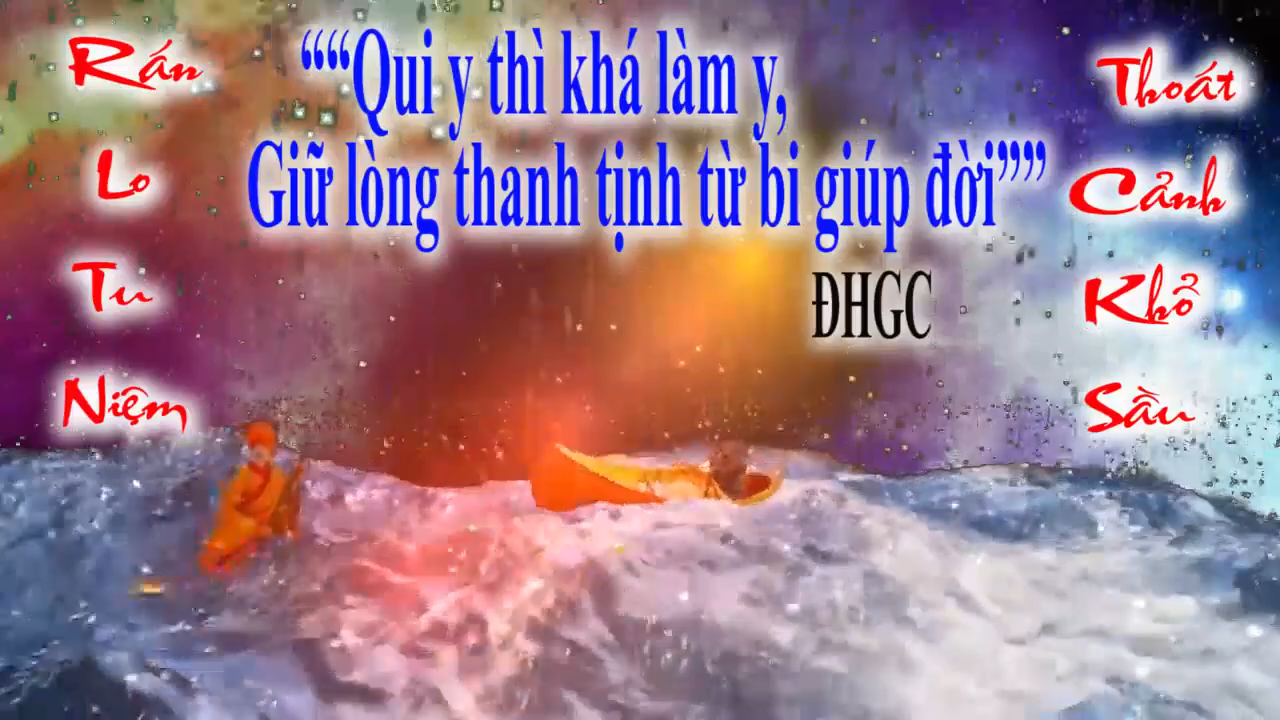 Rán
Lo
Tu
Niệm
““Qui y thì khá làm y,
Giữ lòng thanh tịnh từ bi giúp đời””
ĐHGC
Thoát
Cảnh
Khổ
Sầu